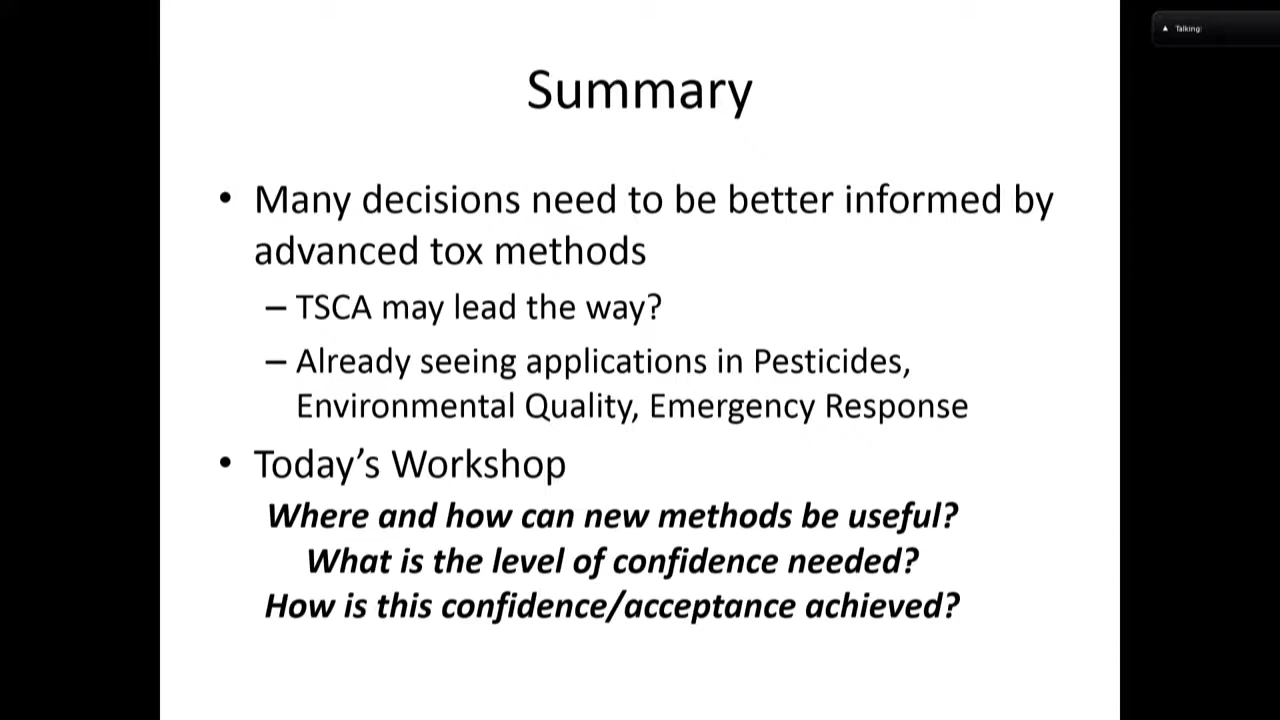 Talking:
Summary
• Many decisions need to be better informed by
advanced tox methods
– TSCA may lead the way?
– Already seeing applications in Pesticides,
Environmental Quality, Emergency Response
• Today’s Workshop
Where and how can new methods be useful?
What is the level of confidence needed?
How is this confidence/acceptance achieved?